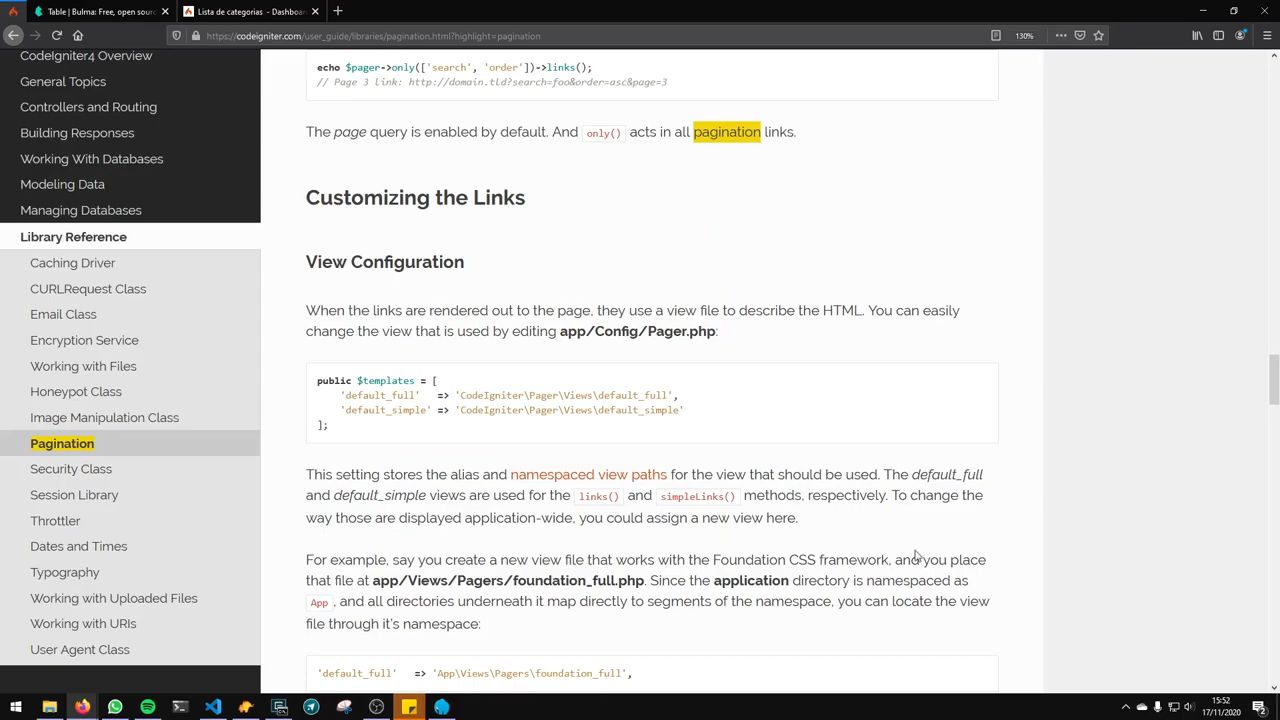 Table | Bulma: Free, open sour
Lista de categorias - Dashboar
https://codeigniter.com/user_guide/libraries/pagination.html?highlight=pagination
130%
CodeIgniter4 Overview
General Topics
Controllers and Routing
Building Responses
Working With Databases
Modeling Data
Managing Databases
Library Reference
Caching Driver
CURLRequest Class
Email Class
Encryption Service
Working with Files
Honeypot Class
Image Manipulation Class
Pagination
Security Class
Session Library
Throttler
Dates and Times
Typography
Working with Uploaded Files
Working with URIs
User Agent Class
echo $pager->only(['search', 'order'])->links();
// Page 3 link: http://domain.tld?search=foo&order=asc&page=3
The page query is enabled by default. And only() acts in all pagination links.
Customizing the Links
View Configuration
When the links are rendered out to the page, they use a view file to describe the HTML. You can easily
change the view that is used by editing app/Config/Pager.php:
public $templates = [
'default_full' => 'CodeIgniter\Pager\Views\default_full',
'default_simple' => 'CodeIgniter\Pager\Views\default_simple'
];
This setting stores the alias and namespaced view paths for the view that should be used. The default_full
and default_simple views are used for the links() and simpleLinks() methods, respectively. To change the
way those are displayed application-wide, you could assign a new view here.
For example, say you create a new view file that works with the Foundation CSS framework, and you place
that file at app/Views/Pagers/foundation_full.php. Since the application directory is namespaced as
App, and all directories underneath it map directly to segments of the namespace, you can locate the view
file through it's namespace:
'default_full' => 'App\Views\Pagers\foundation_full',
15:52
17/11/2020
2